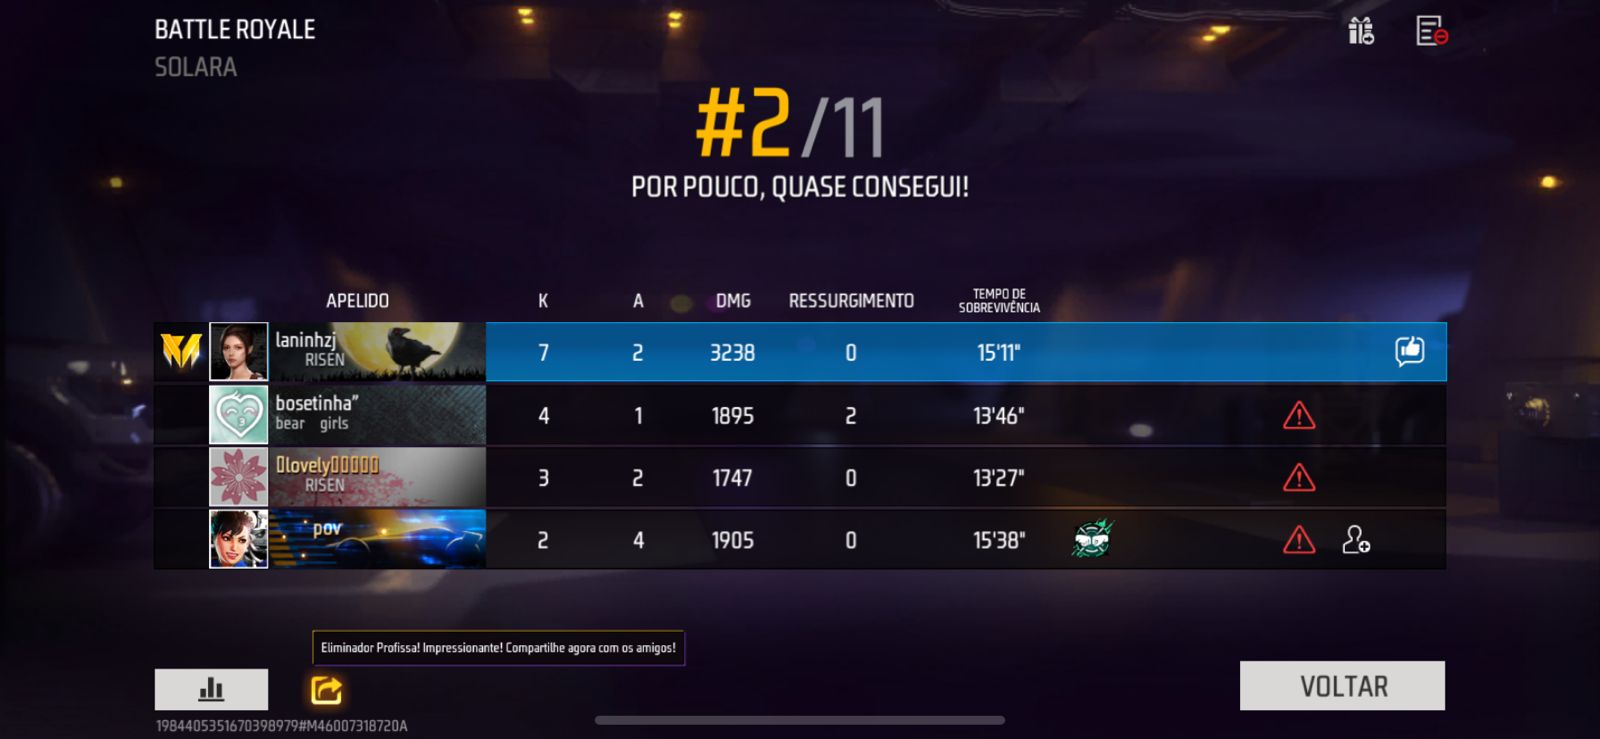 BATTLE ROYALE
SOLARA
#2/11
POR POUCO, QUASE CONSEGUI!
APELIDO K A DMG RESSURGIMENTO TEMPO DE SOBREVIVÊNCIA
laninhzj
RISEN
7 2 3238 0 15'11"
bosetinha”
bear girls
4 1 1895 2 13'46"
▯lovely▯▯▯▯▯
RISEN
3 2 1747 0 13'27"
pov
2 4 1905 0 15'38"
Eliminador Profissa! Impressionante! Compartilhe agora com os amigos!
VOLTAR
1984405351670398979#M46007318720A